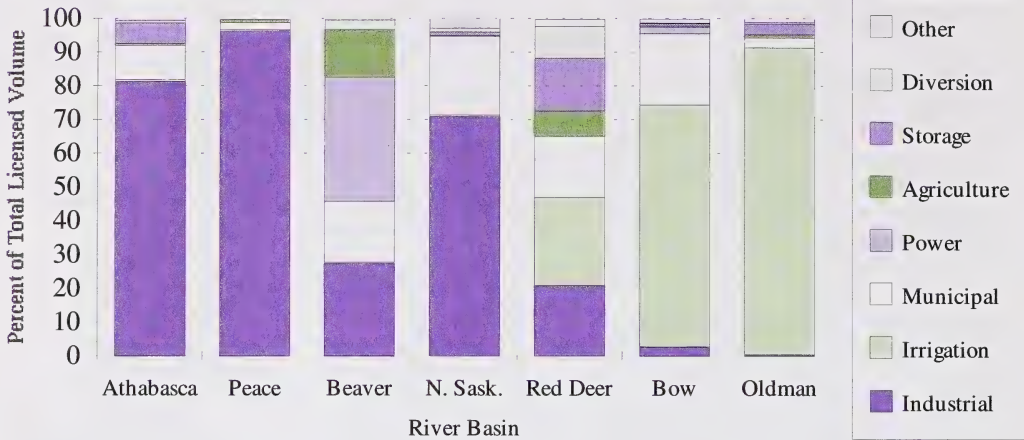 Percent of Total Licensed Volume
100
90
80
70
60
50
40
30
20
10
0
Athabasca Peace Beaver N. Sask. Red Deer Bow Oldman
River Basin
Other
Diversion
Storage
Agriculture
Power
Municipal
Irrigation
Industrial